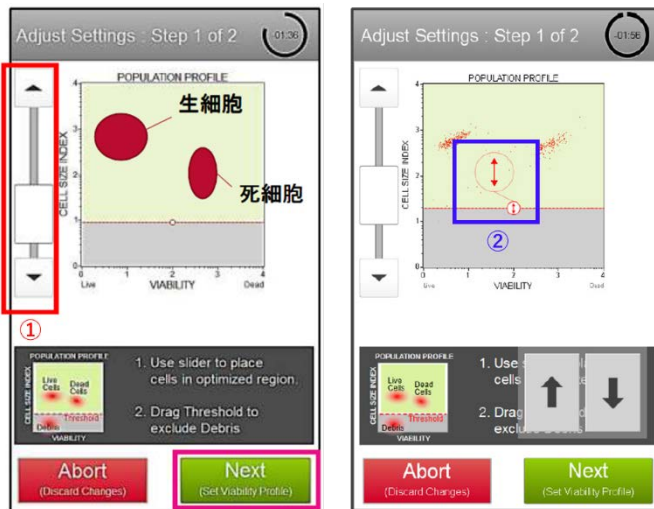 Adjust Settings : Step 1 of 2
-01:36
POPULATION PROFILE
CELL SIZE INDEX
4
3
2
1
0
生細胞
死細胞
0 1 2 3 4
Live VIABILITY Dead
①
POPULATION PROFILE
CELL SIZE INDEX
Live Cells
Dead Cells
Threshold
Debris
VIABILITY
1. Use slider to place
cells in optimized region.
2. Drag Threshold to
exclude Debris
Abort
(Discard Changes)
Next
(Set Viability Profile)
Adjust Settings : Step 1 of 2
-01:56
POPULATION PROFILE
CELL SIZE INDEX
4
3
2
1
0
②
0 1 2 3 4
Live VIABILITY Dead
POPULATION PROFILE
CELL SIZE INDEX
Live Cells
Dead Cells
Threshold
Debris
VIABILITY
1. Use
cells
2. Drag
exclude Debris
Abort
(Discard Changes)
Next
(Set Viability Profile)